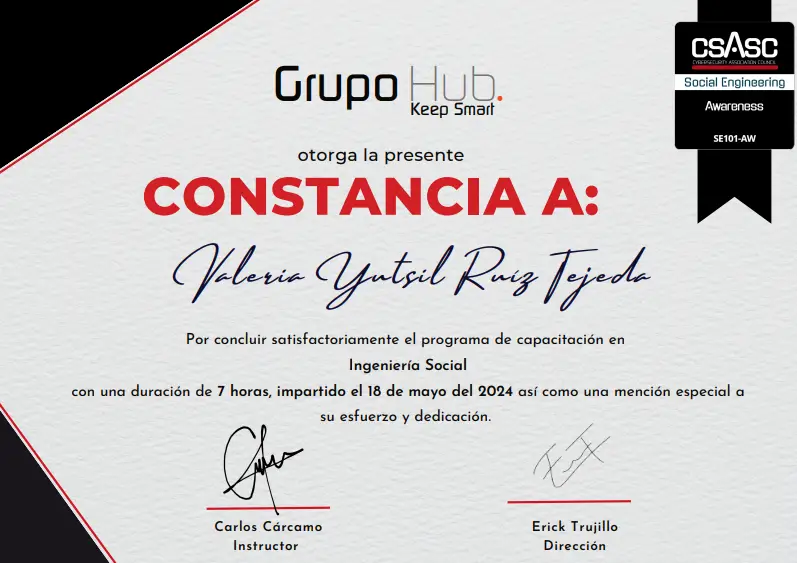 Grupo Hub.
Keep Smart
CSASC
CYBERSECURITY ASSOCIATION COUNCIL
Social Engineering
Awareness
SE101-AW
otorga la presente
CONSTANCIA A:
Valeria Yutsil Ruíz Tejeda
Por concluir satisfactoriamente el programa de capacitación en
Ingeniería Social
con una duración de 7 horas, impartido el 18 de mayo del 2024 así como una mención especial a
su esfuerzo y dedicación.
Carlos Cárcamo
Instructor
Erick Trujillo
Dirección